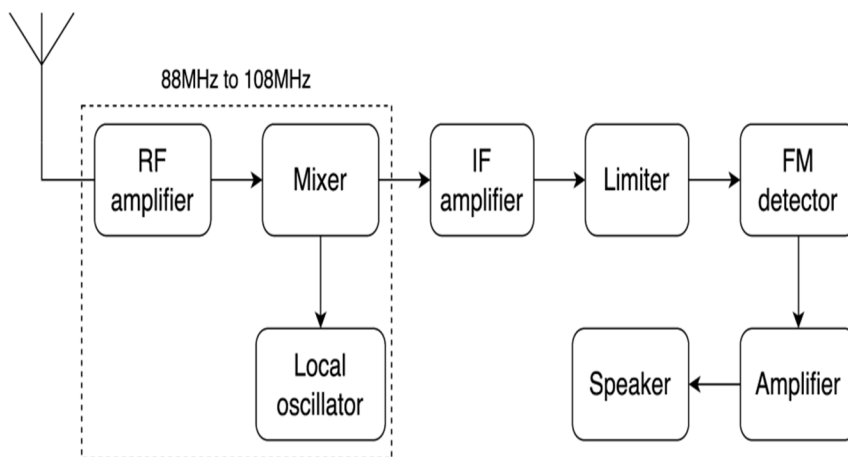 88MHz to 108MHz
RF
amplifier
Mixer
IF
amplifier
Limiter
FM
detector
Local
oscillator
Speaker
Amplifier